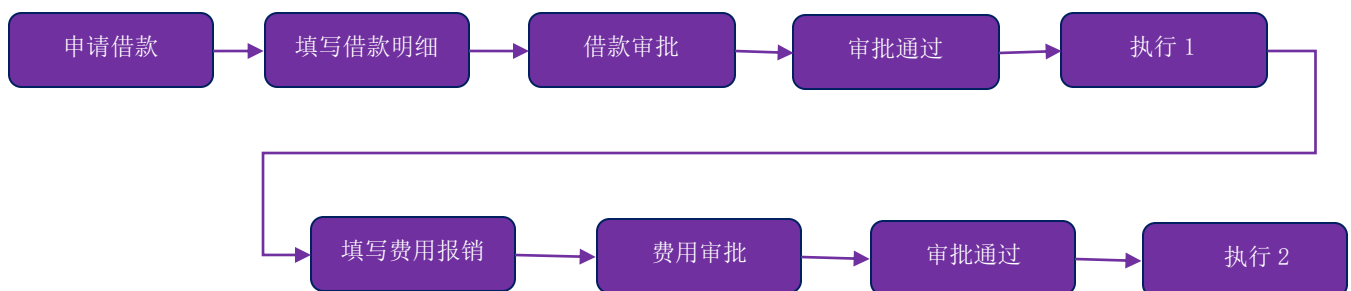 申请借款
填写借款明细
借款审批
审批通过
执行 1
填写费用报销
费用审批
审批通过
执行 2